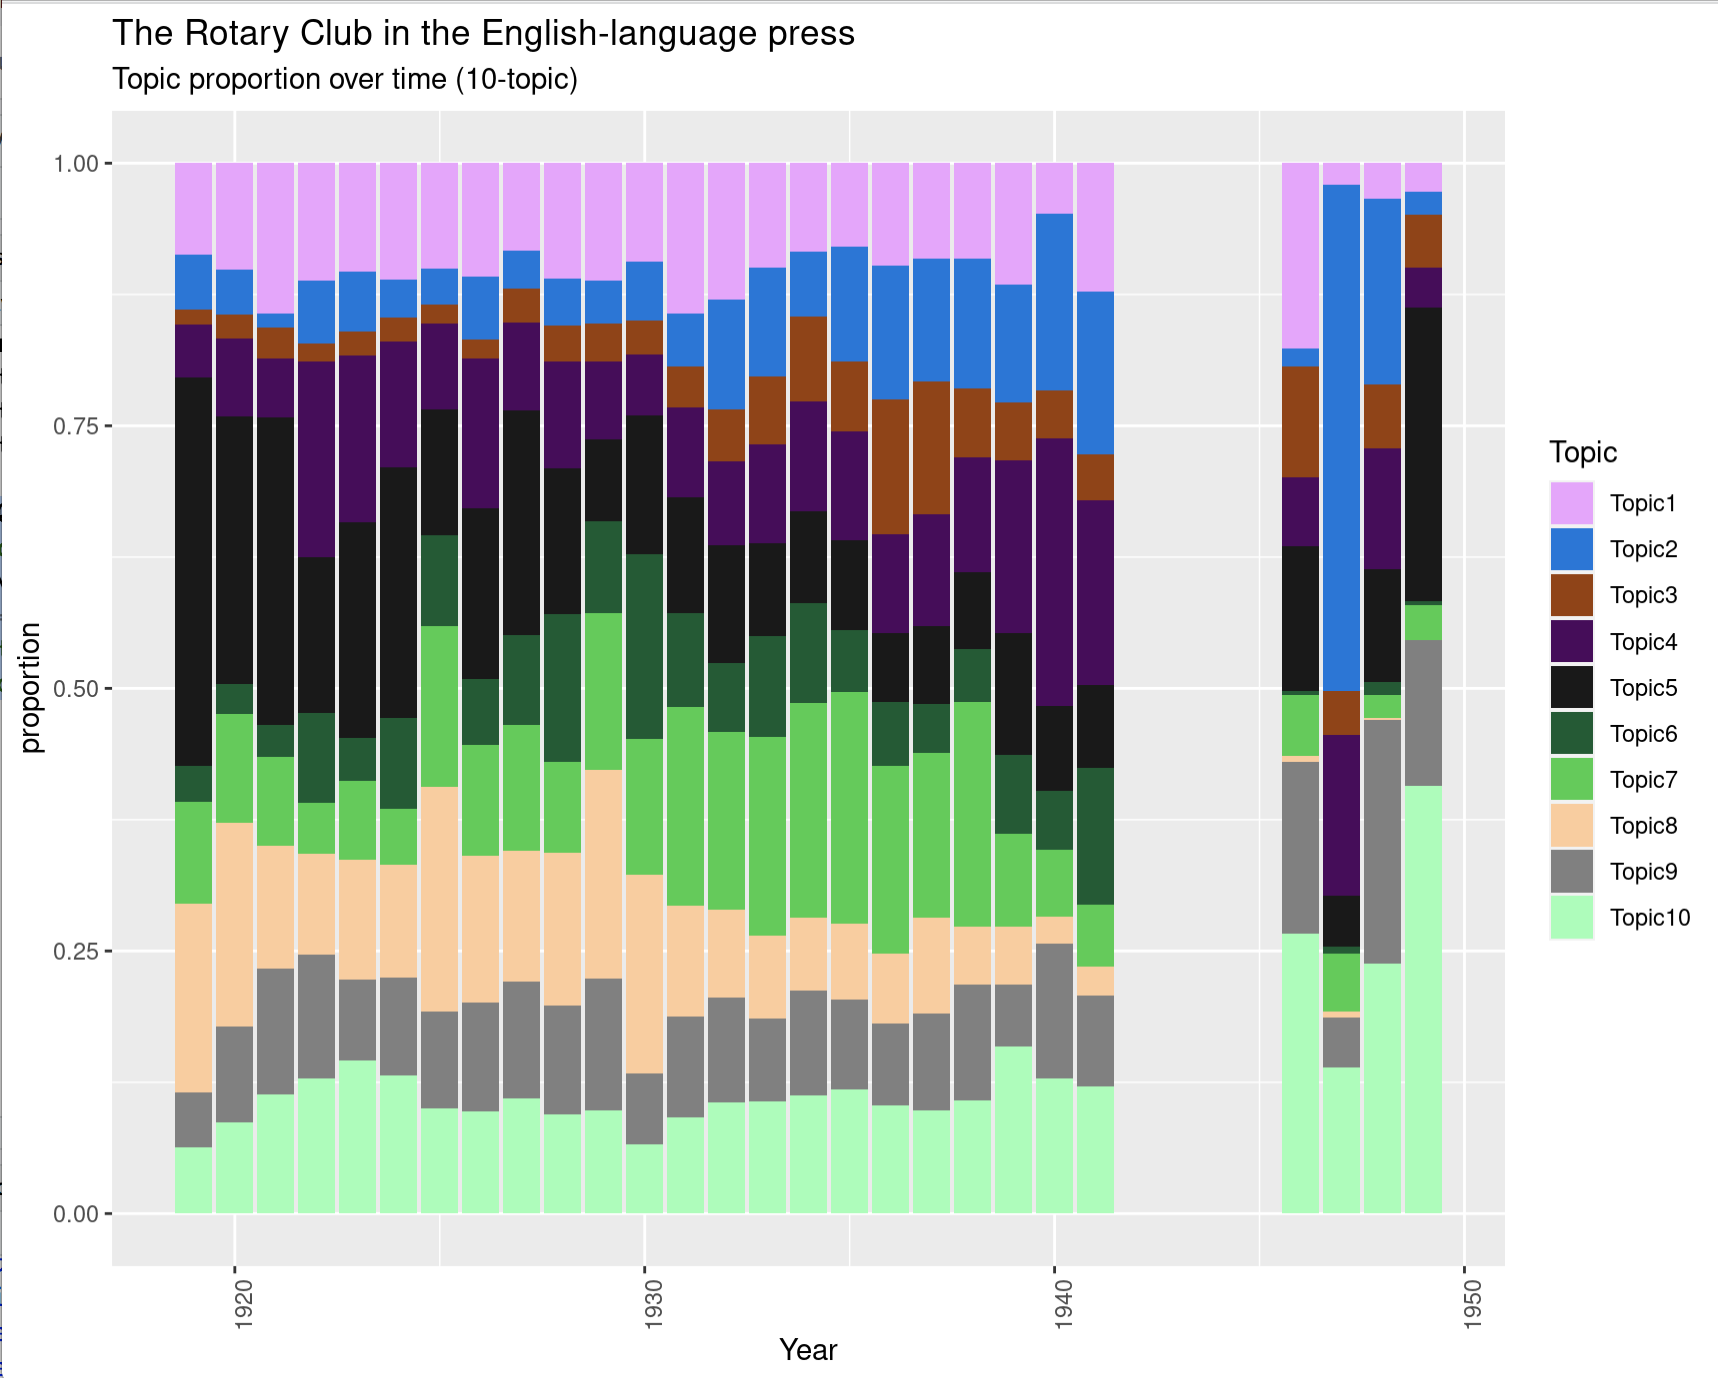 The Rotary Club in the English-language press
Topic proportion over time (10-topic)
1.00
0.75
0.50
0.25
0.00
proportion
1920
1930
1940
1950
Year
Topic
Topic1
Topic2
Topic3
Topic4
Topic5
Topic6
Topic7
Topic8
Topic9
Topic10